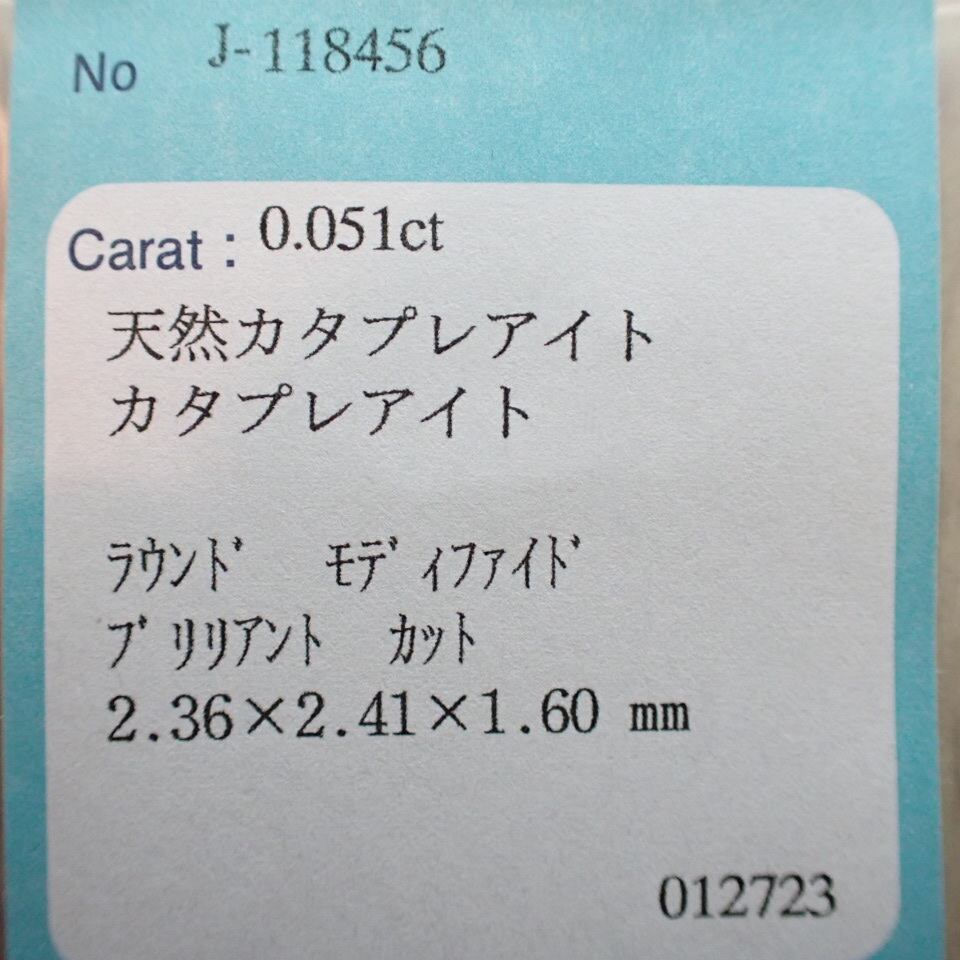 No J-118456
Carat : 0.051ct
天然カタプレアイト
カタプレアイト
ﾗｳﾝﾄﾞ ﾓﾃﾞｨﾌｧｲﾄﾞ
ﾌﾞﾘﾘｱﾝﾄ ｶｯﾄ
2.36×2.41×1.60 mm
012723